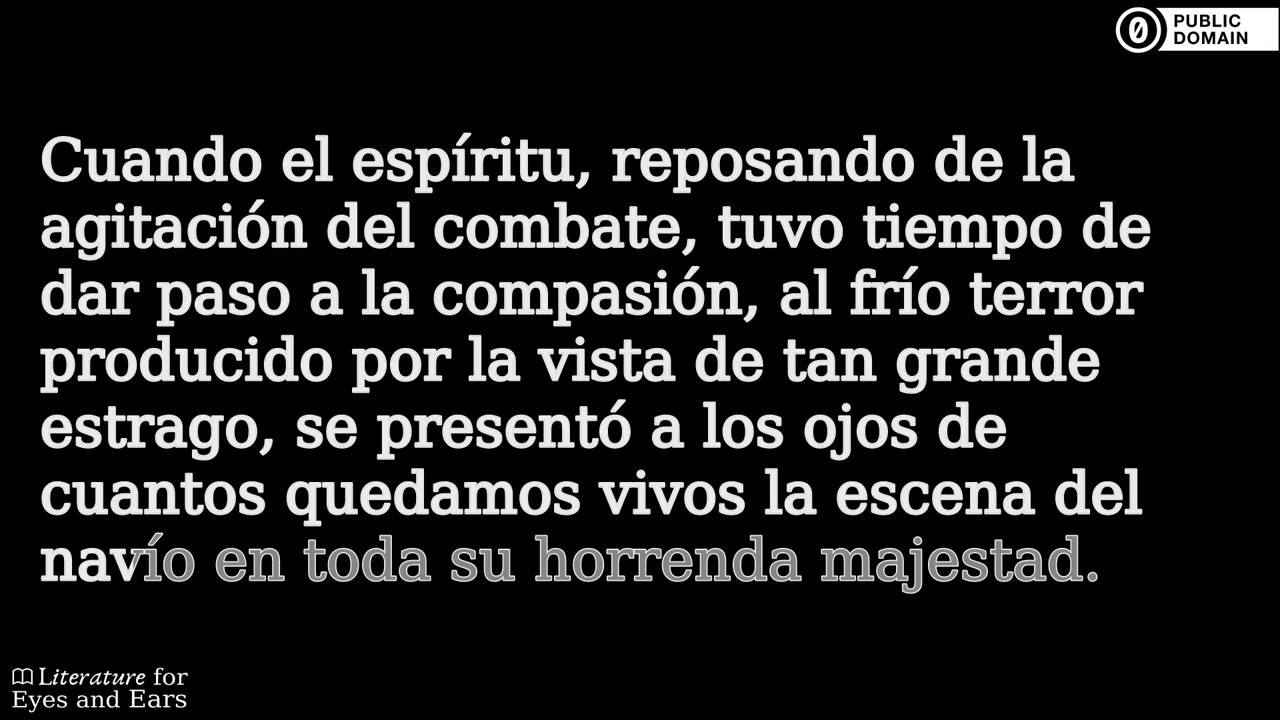 PUBLIC
DOMAIN
Cuando el espíritu, reposando de la
agitación del combate, tuvo tiempo de
dar paso a la compasión, al frío terror
producido por la vista de tan grande
estrago, se presentó a los ojos de
cuantos quedamos vivos la escena del
navío en toda su horrenda majestad.
Literature for
Eyes and Ears